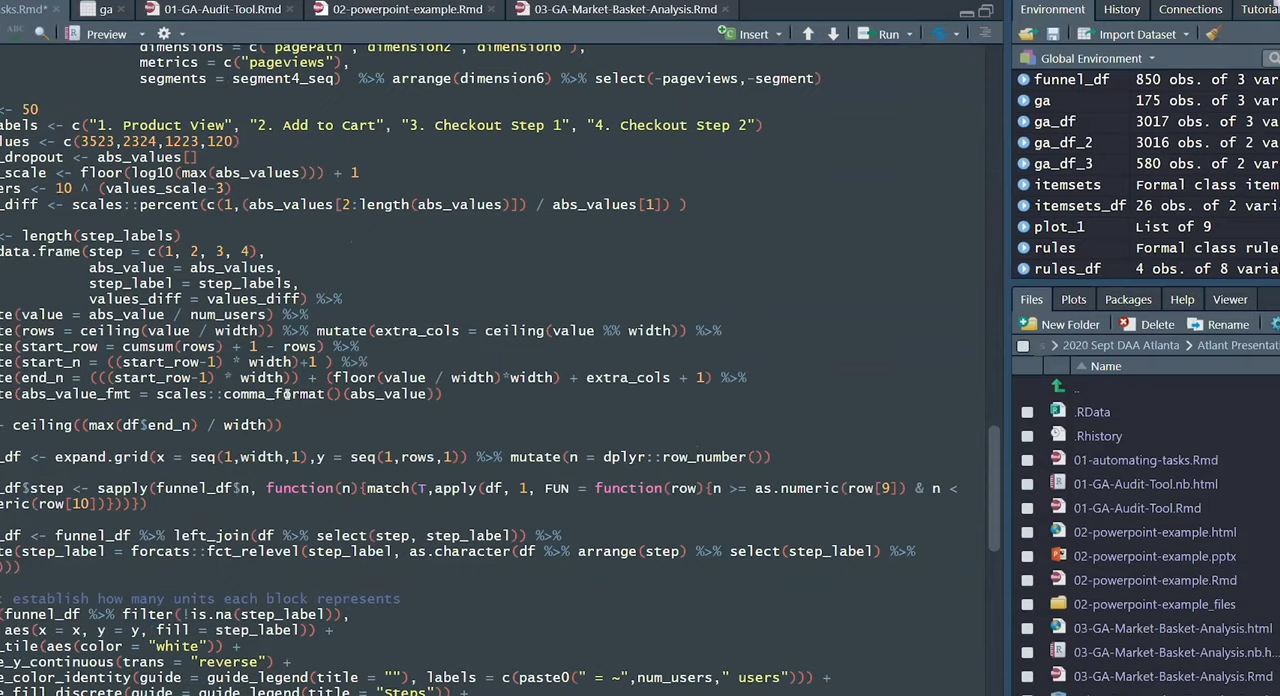 sks.Rmd* × ga × 01-GA-Audit-Tool.Rmd × 02-powerpoint-example.Rmd × 03-GA-Market-Basket-Analysis.Rmd ×
ABC Preview Insert Run
dimensions = c("pagePath", "dimension2", "dimension6"),
metrics = c("pageviews"),
segments = segment4_seq) %>% arrange(dimension6) %>% select(-pageviews,-segment)
<- 50
abels <- c("1. Product View", "2. Add to Cart", "3. Checkout Step 1", "4. Checkout Step 2")
lues <- c(3523,2324,1223,120)
_dropout <- abs_values[]
_scale <- floor(log10(max(abs_values))) + 1
ers <- 10 ^ (values_scale-3)
_diff <- scales::percent(c(1,(abs_values[2:length(abs_values)]) / abs_values[1]) )
<- length(step_labels)
data.frame(step = c(1, 2, 3, 4),
abs_value = abs_values,
step_label = step_labels,
values_diff = values_diff) %>%
te(value = abs_value / num_users) %>%
te(rows = ceiling(value / width)) %>% mutate(extra_cols = ceiling(value %% width)) %>%
te(start_row = cumsum(rows) + 1 - rows) %>%
te(start_n = ((start_row-1) * width)+1 ) %>%
te(end_n = (((start_row-1) * width)) + (floor(value / width)*width) + extra_cols + 1) %>%
te(abs_value_fmt = scales::comma_format()(abs_value))
- ceiling((max(df$end_n) / width))
_df <- expand.grid(x = seq(1,width,1),y = seq(1,rows,1)) %>% mutate(n = dplyr::row_number())
_df$step <- sapply(funnel_df$n, function(n){match(T,apply(df, 1, FUN = function(row){n >= as.numeric(row[9]) & n <
eric(row[10])}))})
_df <- funnel_df %>% left_join(df %>% select(step, step_label)) %>%
te(step_label = forcats::fct_relevel(step_label, as.character(df %>% arrange(step) %>% select(step_label) %>%
)))
: establish how many units each block represents
(funnel_df %>% filter(!is.na(step_label)),
aes(x = x, y = y, fill = step_label)) +
_tile(aes(color = "white")) +
e_y_continuous(trans = "reverse") +
e_color_identity(guide = guide_legend(title = ""), labels = c(paste0(" = ~",num_users," users"))) +
e_fill_discrete(guide = guide_legend(title = "Steps")) +
Environment History Connections Tutorial
Import Dataset
Global Environment
funnel_df 850 obs. of 3 var
ga 175 obs. of 3 var
ga_df 3017 obs. of 3 va
ga_df_2 3016 obs. of 2 va
ga_df_3 580 obs. of 2 var
itemsets Formal class item
itemsets_df 26 obs. of 2 vari
plot_1 List of 9
rules Formal class rule
rules_df 4 obs. of 8 varia
Files Plots Packages Help Viewer
New Folder Delete Rename
s > 2020 Sept DAA Atlanta > Atlant Presentati
Name
..
.RData
.Rhistory
01-automating-tasks.Rmd
01-GA-Audit-Tool.nb.html
01-GA-Audit-Tool.Rmd
02-powerpoint-example.html
02-powerpoint-example.pptx
02-powerpoint-example.Rmd
02-powerpoint-example_files
03-GA-Market-Basket-Analysis.html
03-GA-Market-Basket-Analysis.nb.h...
03-GA-Market-Basket-Analysis.Rmd